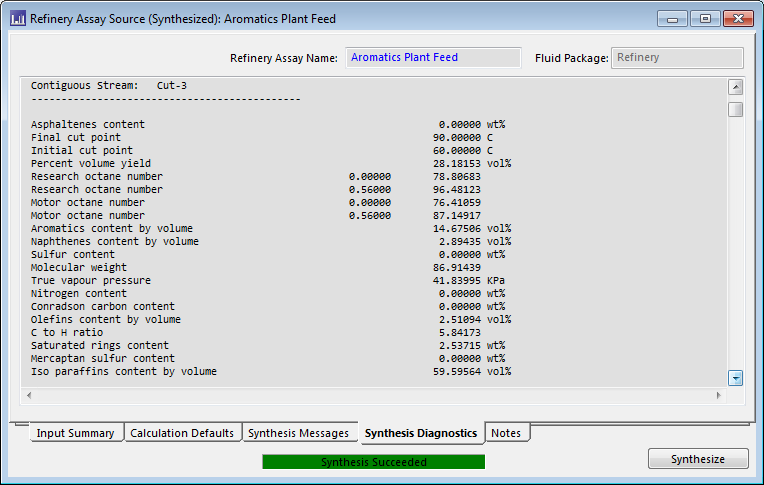 Refinery Assay Source (Synthesized): Aromatics Plant Feed
Refinery Assay Name: Aromatics Plant Feed Fluid Package: Refinery
Contiguous Stream: Cut-3
--------------------------------------------
Asphaltenes content 0.00000 wt%
Final cut point 90.00000 C
Initial cut point 60.00000 C
Percent volume yield 28.18153 vol%
Research octane number 0.00000 78.80683
Research octane number 0.56000 96.48123
Motor octane number 0.00000 76.41059
Motor octane number 0.56000 87.14917
Aromatics content by volume 14.67506 vol%
Naphthenes content by volume 2.89435 vol%
Sulfur content 0.00000 wt%
Molecular weight 86.91439
True vapour pressure 41.83995 KPa
Nitrogen content 0.00000 wt%
Conradson carbon content 0.00000 wt%
Olefins content by volume 2.51094 vol%
C to H ratio 5.84173
Saturated rings content 2.53715 wt%
Mercaptan sulfur content 0.00000 wt%
Iso paraffins content by volume 59.59564 vol%
Input Summary Calculation Defaults Synthesis Messages Synthesis Diagnostics Notes
Synthesis Succeeded Synthesize